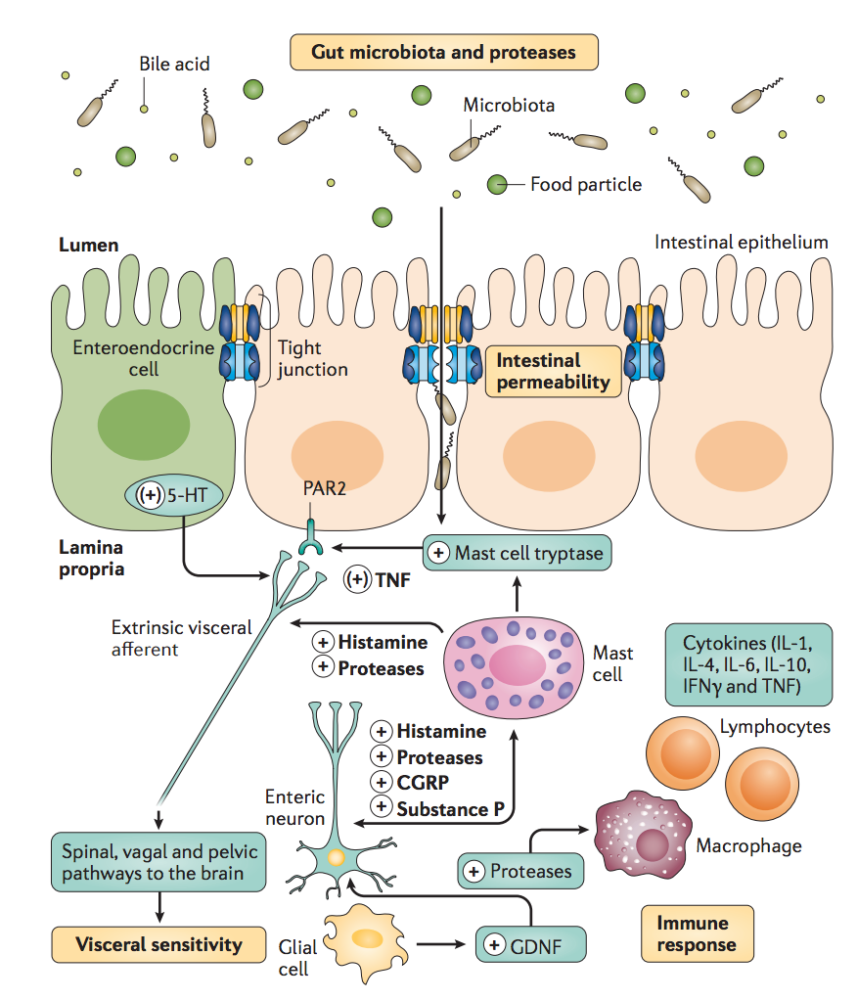 Gut microbiota and proteases
Bile acid
Microbiota
Food particle
Lumen
Intestinal epithelium
Enteroendocrine
cell
Tight
junction
Intestinal
permeability
(+) 5-HT
PAR2
Lamina
propria
+ Mast cell tryptase
(+) TNF
Extrinsic visceral
afferent
+ Histamine
+ Proteases
Mast
cell
Cytokines (IL-1,
IL-4, IL-6, IL-10,
IFNγ and TNF)
Lymphocytes
+ Histamine
+ Proteases
+ CGRP
+ Substance P
Enteric
neuron
Macrophage
Spinal, vagal and pelvic
pathways to the brain
+ Proteases
Visceral sensitivity
Glial
cell
+ GDNF
Immune
response